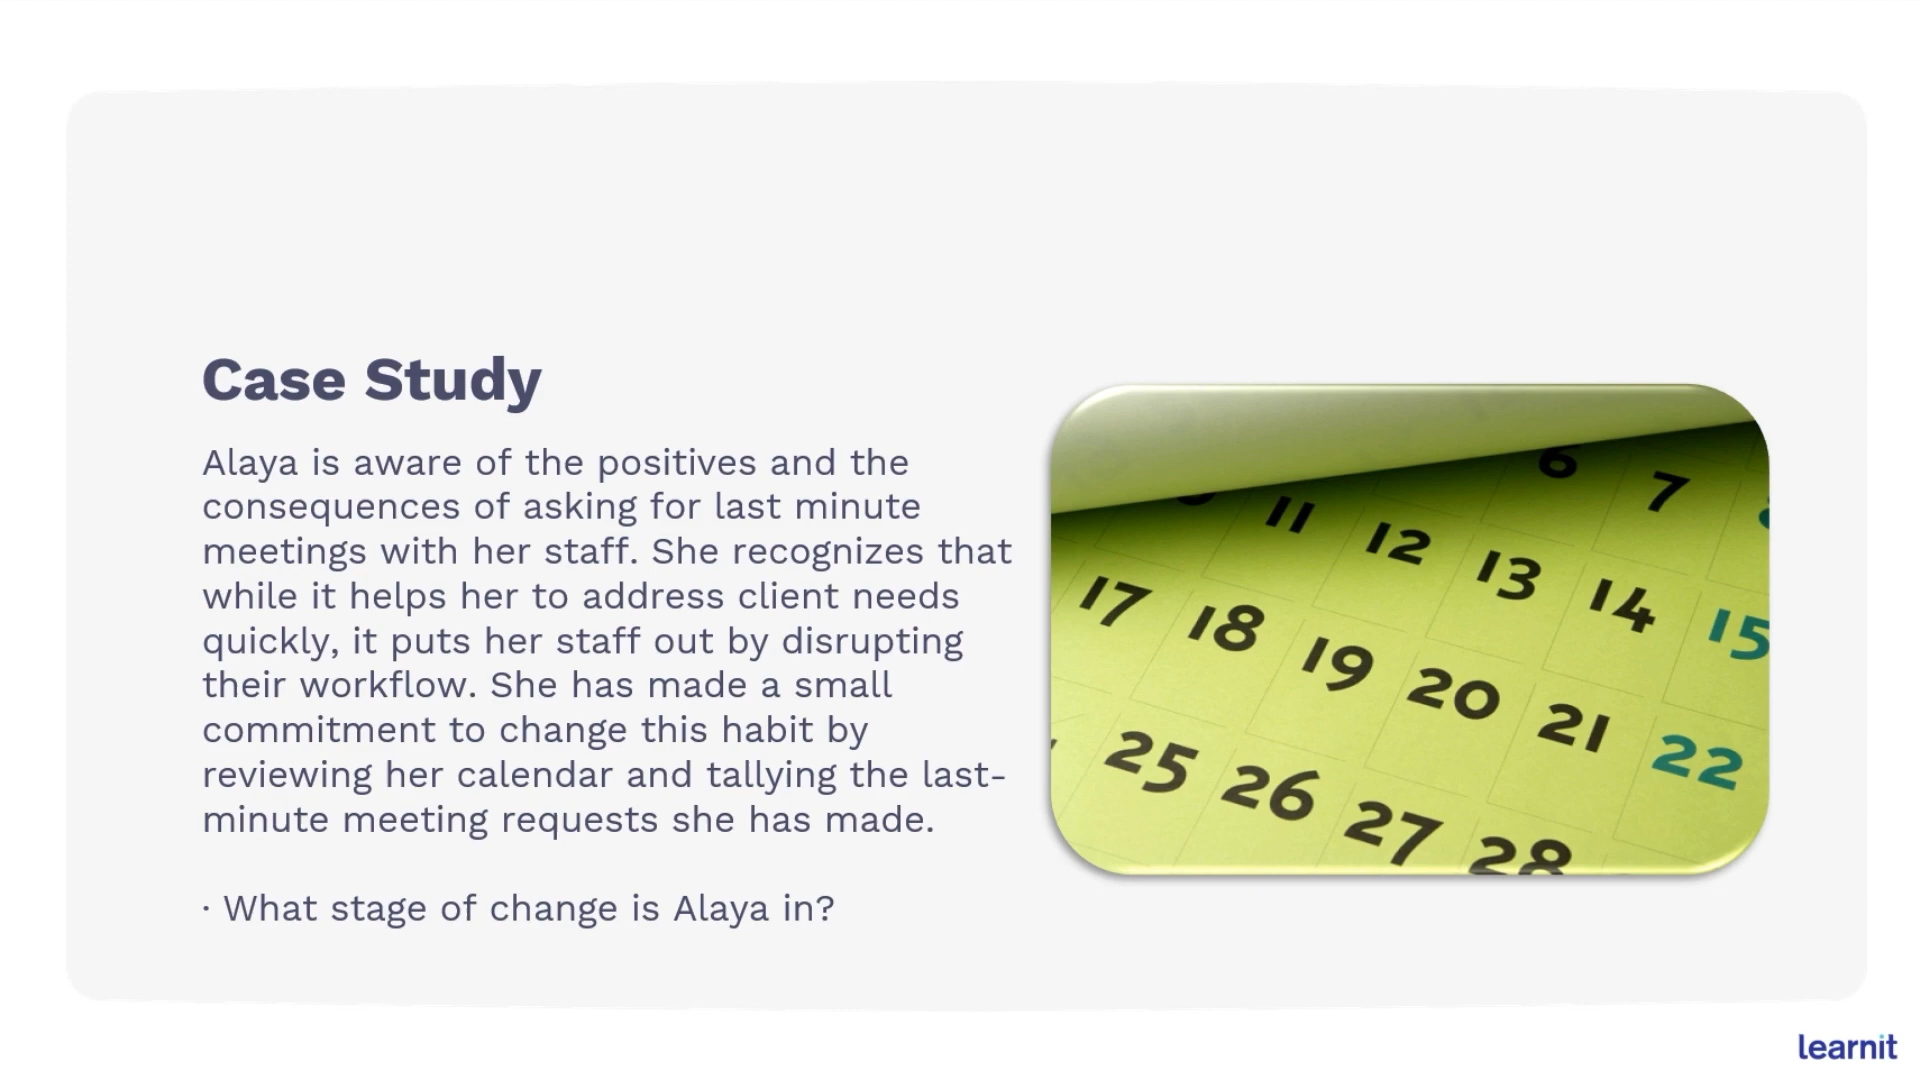 Case Study
Alaya is aware of the positives and the
consequences of asking for last minute
meetings with her staff. She recognizes that
while it helps her to address client needs
quickly, it puts her staff out by disrupting
their workflow. She has made a small
commitment to change this habit by
reviewing her calendar and tallying the last-
minute meeting requests she has made.
· What stage of change is Alaya in?
6 7
11 12 13 14 15
17 18 19 20 21 22
25 26 27 28
learnit